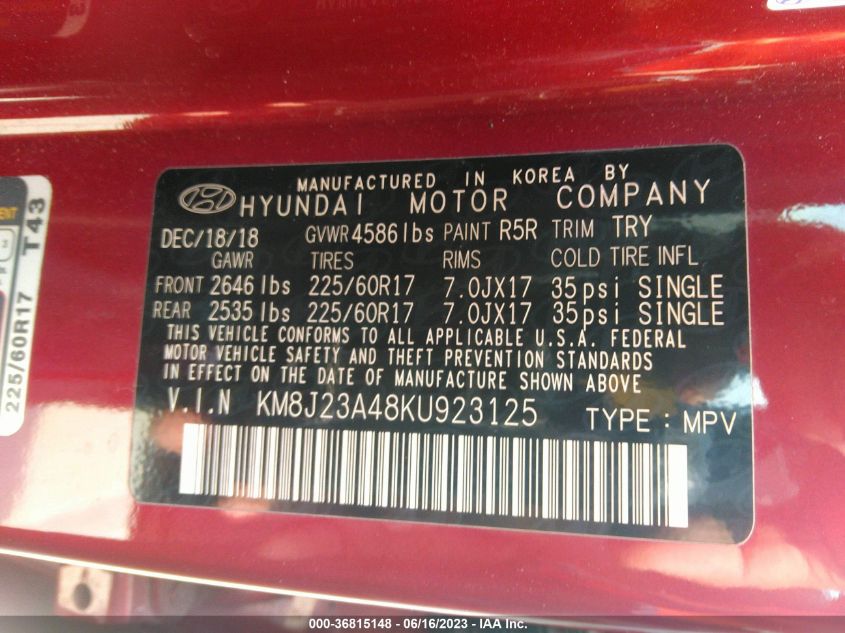 MANUFACTURED IN KOREA BY
HYUNDAI MOTOR COMPANY
DEC/18/18 GVWR 4586 lbs PAINT R5R TRIM TRY
GAWR TIRES RIMS COLD TIRE INFL
FRONT 2646 lbs 225/60R17 7.0JX17 35psi SINGLE
REAR 2535 lbs 225/60R17 7.0JX17 35psi SINGLE
THIS VEHICLE CONFORMS TO ALL APPLICABLE U.S.A. FEDERAL
MOTOR VEHICLE SAFETY AND THEFT PREVENTION STANDARDS
IN EFFECT ON THE DATE OF MANUFACTURE SHOWN ABOVE
V.I.N KM8J23A48KU923125 TYPE : MPV
225/60R17 T43
000-36815148 - 06/16/2023 - IAA Inc.